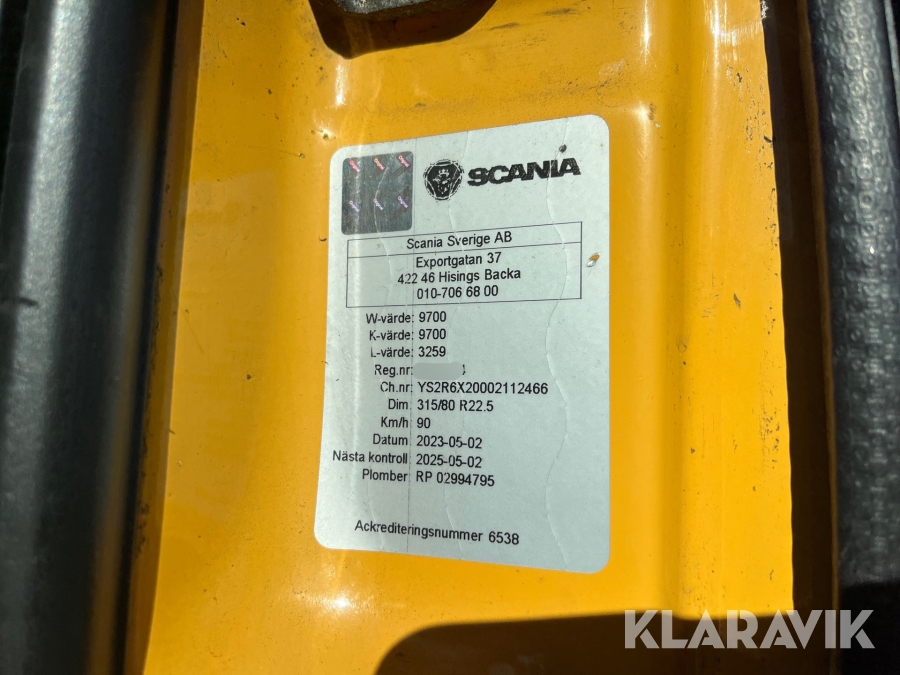 SCANIA
Scania Sverige AB
Exportgatan 37
422 46 Hisings Backa
010-706 68 00
W-värde: 9700
K-värde: 9700
L-värde: 3259
Reg.nr:
Ch.nr: YS2R6X20002112466
Dim: 315/80 R22.5
Km/h 90
Datum 2023-05-02
Nästa kontroll 2025-05-02
Plomber: RP 02994795
Ackrediteringsnummer 6538
KLARAVIK